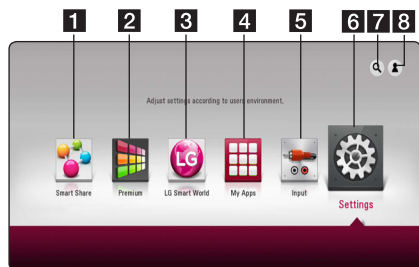 1 2 3 4 5 6 7 8
Adjust settings according to users environment.
LG
Smart Share Premium LG Smart World My Apps Input
Settings